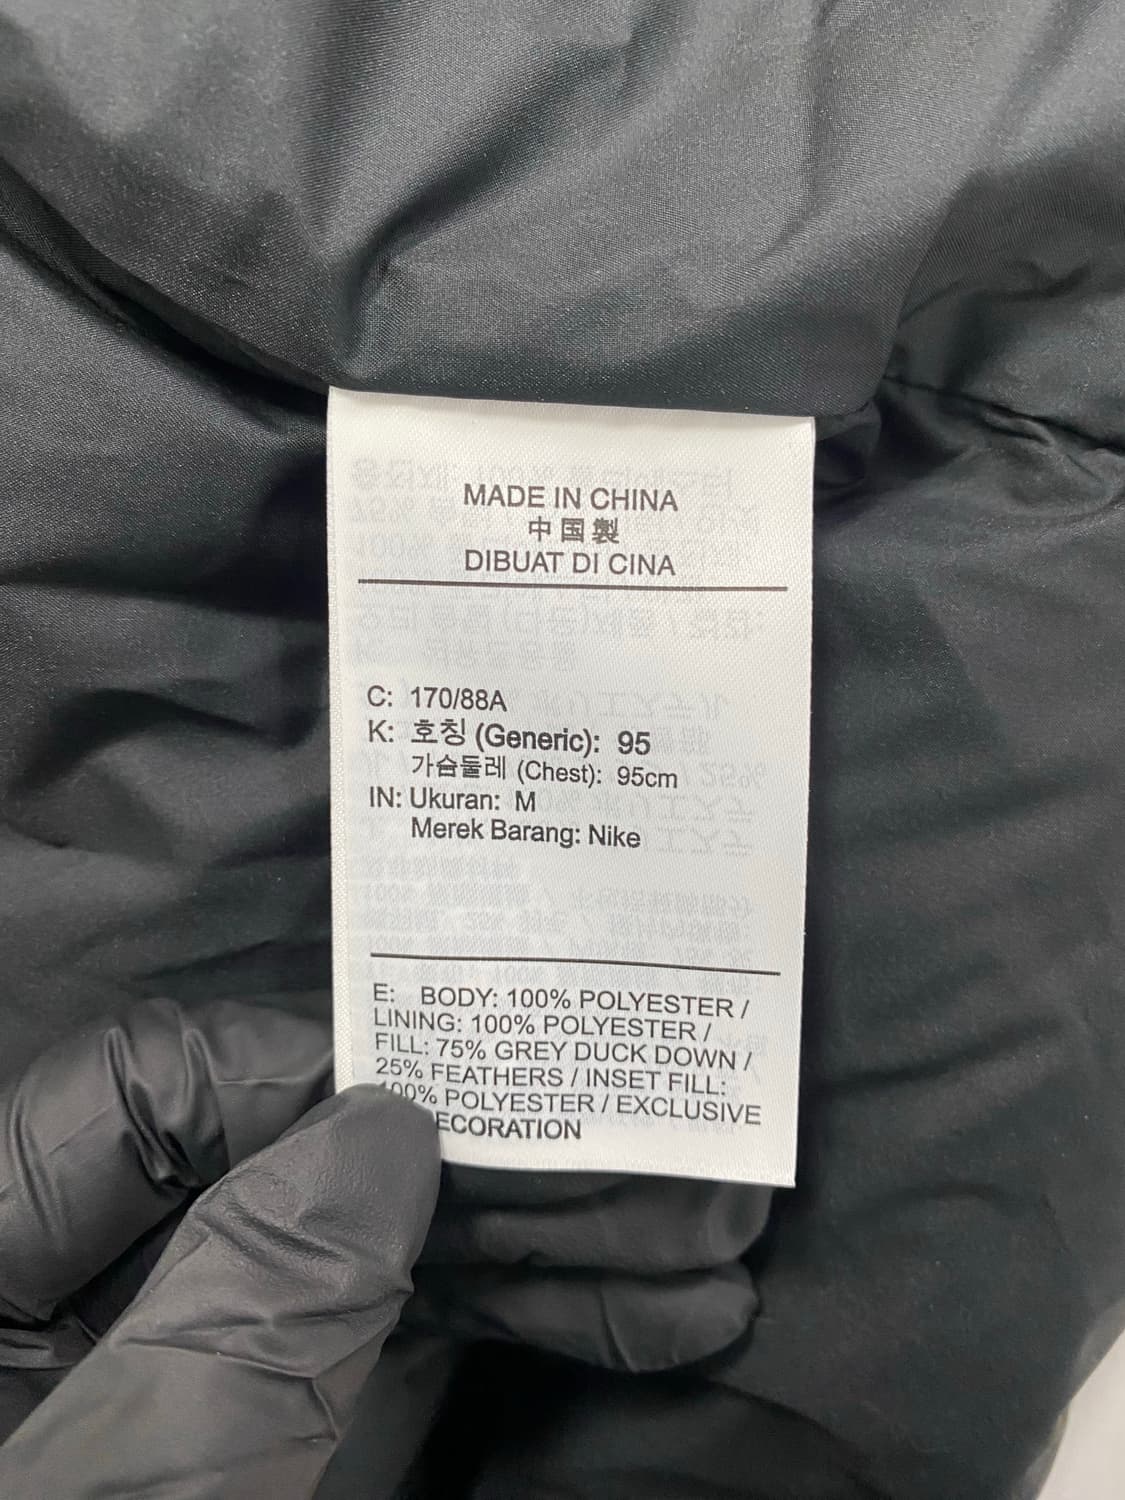 MADE IN CHINA
中国製
DIBUAT DI CINA
C: 170/88A
K: 호칭 (Generic): 95
가슴둘레 (Chest): 95cm
IN: Ukuran: M
Merek Barang: Nike
E: BODY: 100% POLYESTER /
LINING: 100% POLYESTER /
FILL: 75% GREY DUCK DOWN /
25% FEATHERS / INSET FILL:
100% POLYESTER / EXCLUSIVE
ECORATION